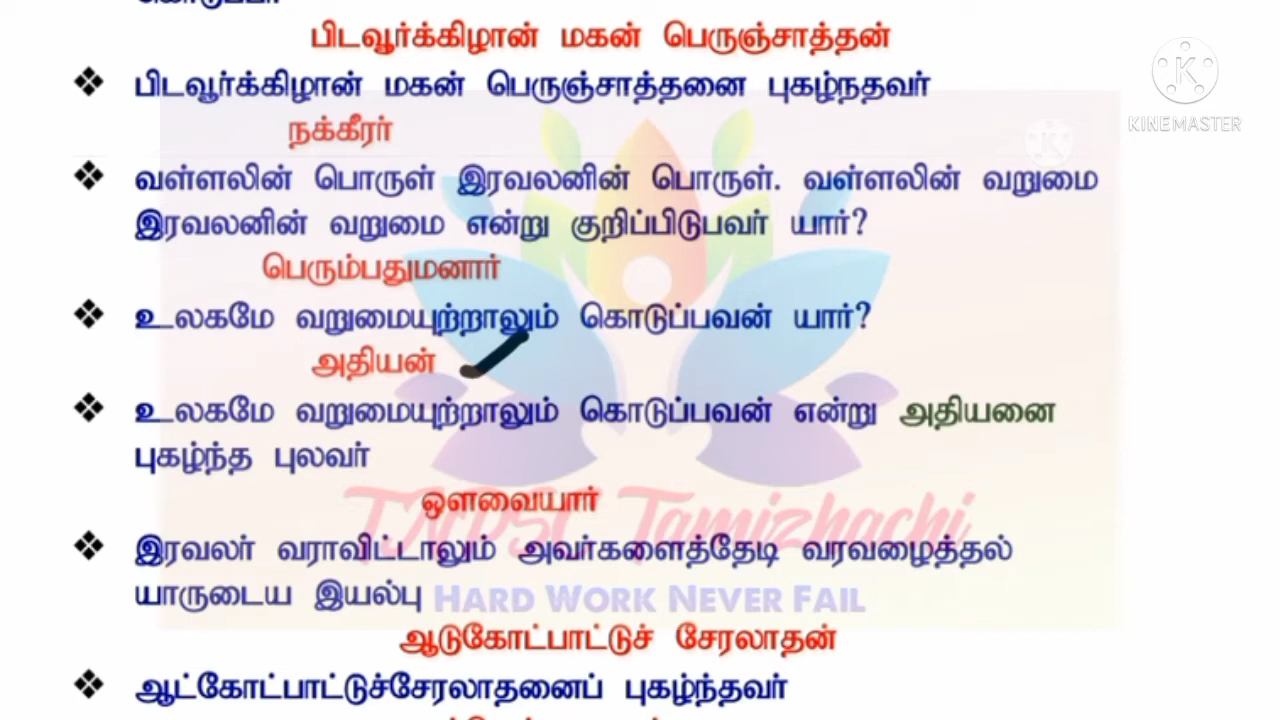 பிடவூர்க்கிழான் மகன் பெருஞ்சாத்தன்
❖ பிடவூர்க்கிழான் மகன் பெருஞ்சாத்தனை புகழ்நதவர்
நக்கீரர்
❖ வள்ளலின் பொருள் இரவலனின் பொருள். வள்ளலின் வறுமை
இரவலனின் வறுமை என்று குறிப்பிடுபவர் யார்?
பெரும்பதுமனார்
❖ உலகமே வறுமையுற்றாலும் கொடுப்பவன் யார்?
அதியன்
❖ உலகமே வறுமையுற்றாலும் கொடுப்பவன் என்று அதியனை
புகழ்ந்த புலவர்
ஔவையார்
❖ இரவலர் வராவிட்டாலும் அவர்களைத்தேடி வரவழைத்தல்
யாருடைய இயல்பு
ஆடுகோட்பாட்டுச் சேரலாதன்
❖ ஆட்கோட்பாட்டுச்சேரலாதனைப் புகழ்ந்தவர்
K
KINEMASTER
TNPSC Tamizhachi
HARD WORK NEVER FAIL